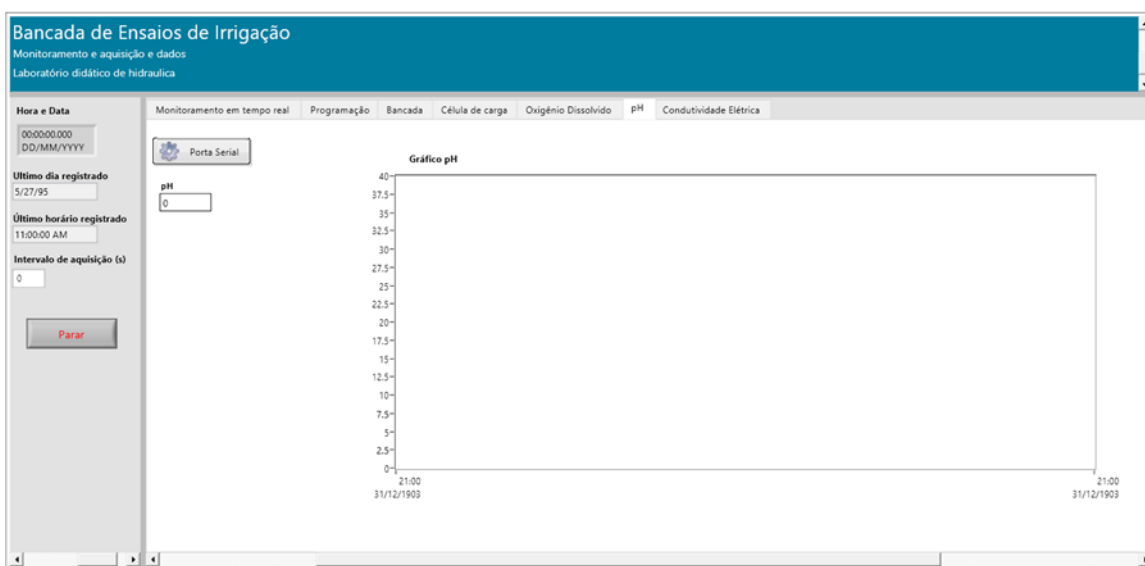 Bancada de Ensaios de Irrigação
Monitoramento e aquisição e dados
Laboratório didático de hidraulica
Hora e Data
00:00:00.000
DD/MM/YYYY
Ultimo dia registrado
5/27/95
Último horário registrado
11:00:00 AM
Intervalo de aquisição (s)
0
Parar
Monitoramento em tempo real Programação Bancada Célula de carga Oxigênio Dissolvido pH Condutividade Elétrica
Porta Serial
pH
0
Gráfico pH
40
37.5
35
32.5
30
27.5
25
22.5
20
17.5
15
12.5
10
7.5
5
2.5
0
21:00 21:00
31/12/1903 31/12/1903